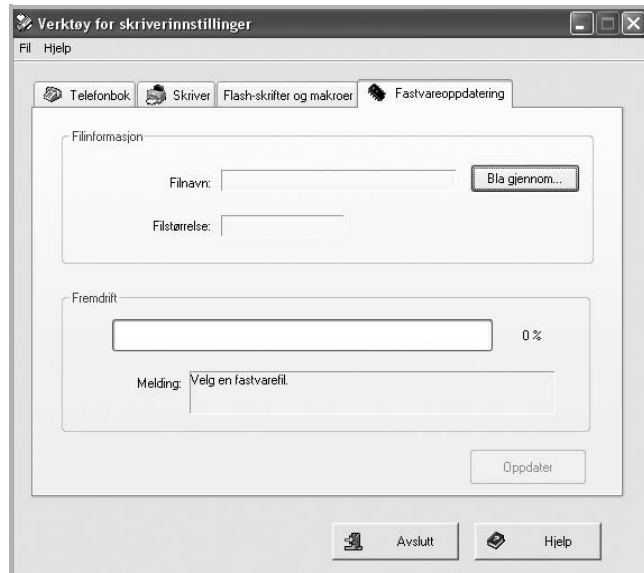 Verktøy for skriverinnstillinger
Fil Hjelp
Telefonbok Skriver Flash-skrifter og makroer Fastvareoppdatering
Filinformasjon
Filnavn: Bla gjennom...
Filstørrelse:
Fremdrift
0 %
Melding: Velg en fastvarefil.
Oppdater
Avslutt Hjelp